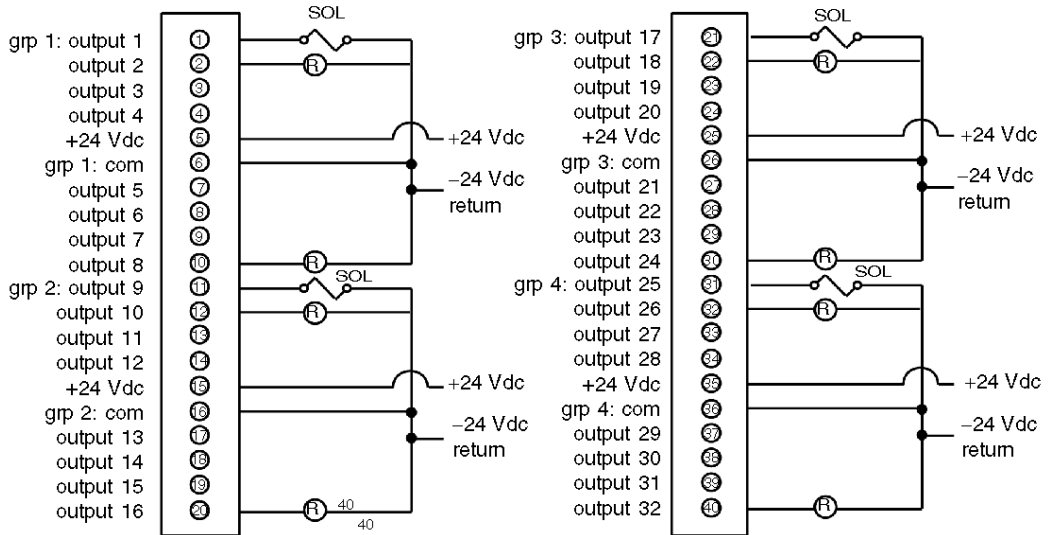 SOL
grp 1: output 1 1
output 2 2 R
output 3 3
output 4 4
+24 Vdc 5 +24 Vdc
grp 1: com 6
output 5 7 −24 Vdc
return
output 6 8
output 7 9
output 8 10 R
SOL
grp 2: output 9 11
output 10 12 R
output 11 13
output 12 14
+24 Vdc 15 +24 Vdc
grp 2: com 16
output 13 17 −24 Vdc
return
output 14 18
output 15 19
output 16 20 R 40
40
SOL
grp 3: output 17 21
output 18 22 R
output 19 23
output 20 24
+24 Vdc 25 +24 Vdc
grp 3: com 26
output 21 27 −24 Vdc
return
output 22 28
output 23 29
output 24 30 R
SOL
grp 4: output 25 31
output 26 32 R
output 27 33
output 28 34
+24 Vdc 35 +24 Vdc
grp 4: com 36
output 29 37 −24 Vdc
return
output 30 38
output 31 39
output 32 40 R